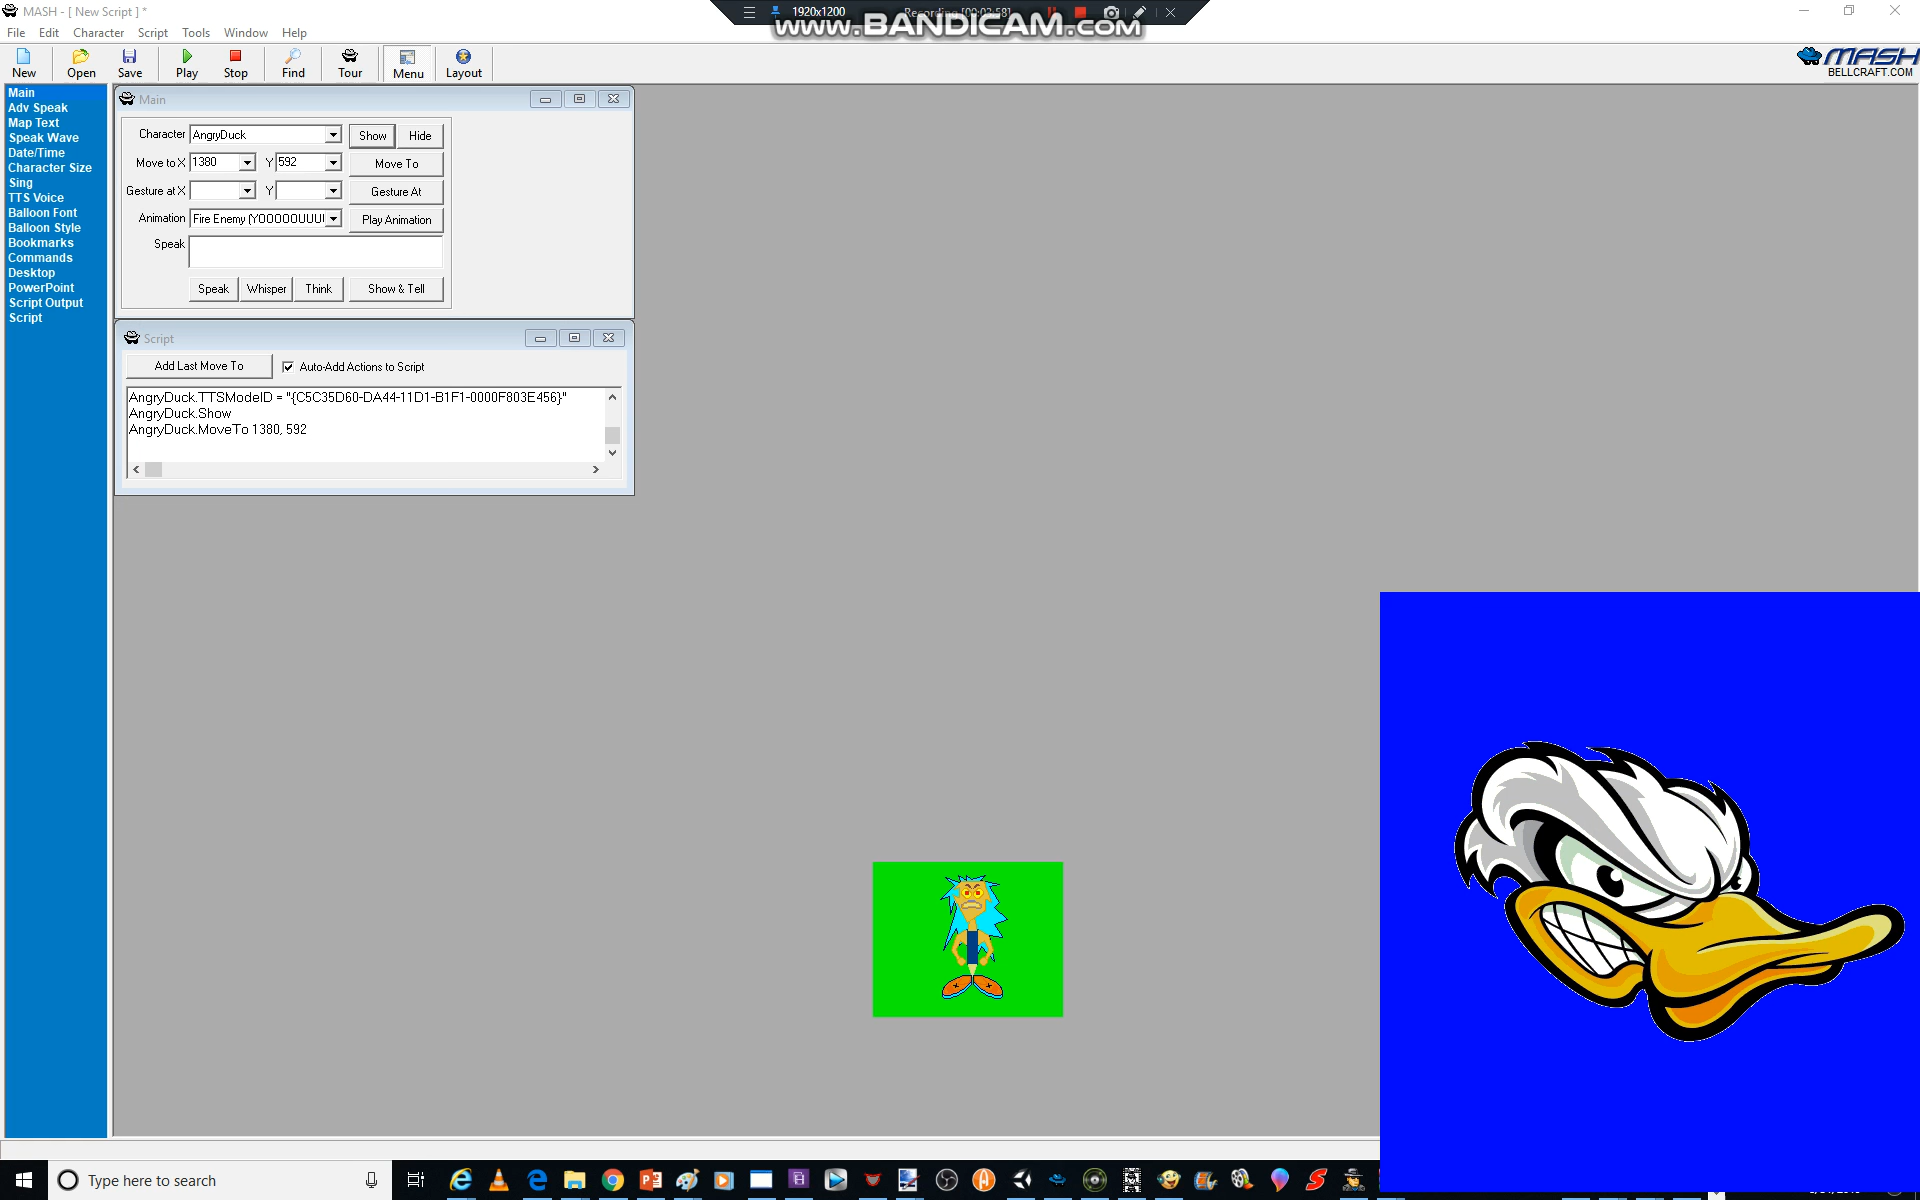 MASH - [ New Script ] *
1920x1200
Recording [00:03:58]
WWW.BANDICAM.COM
File Edit Character Script Tools Window Help
New Open Save Play Stop Find Tour Menu Layout
MASH
BELLCRAFT.COM
Main
Adv Speak
Map Text
Speak Wave
Date/Time
Character Size
Sing
TTS Voice
Balloon Font
Balloon Style
Bookmarks
Commands
Desktop
PowerPoint
Script Output
Script
Main
Character AngryDuck Show Hide
Move to X 1380 Y 592 Move To
Gesture at X Y Gesture At
Animation Fire Enemy (YOOOOOUUU Play Animation
Speak
Speak Whisper Think Show & Tell
Script
Add Last Move To Auto-Add Actions to Script
AngryDuck.TTSModeID = "{C5C35D60-DA44-11D1-B1F1-0000F803E456}"
AngryDuck.Show
AngryDuck.MoveTo 1380, 592
Type here to search